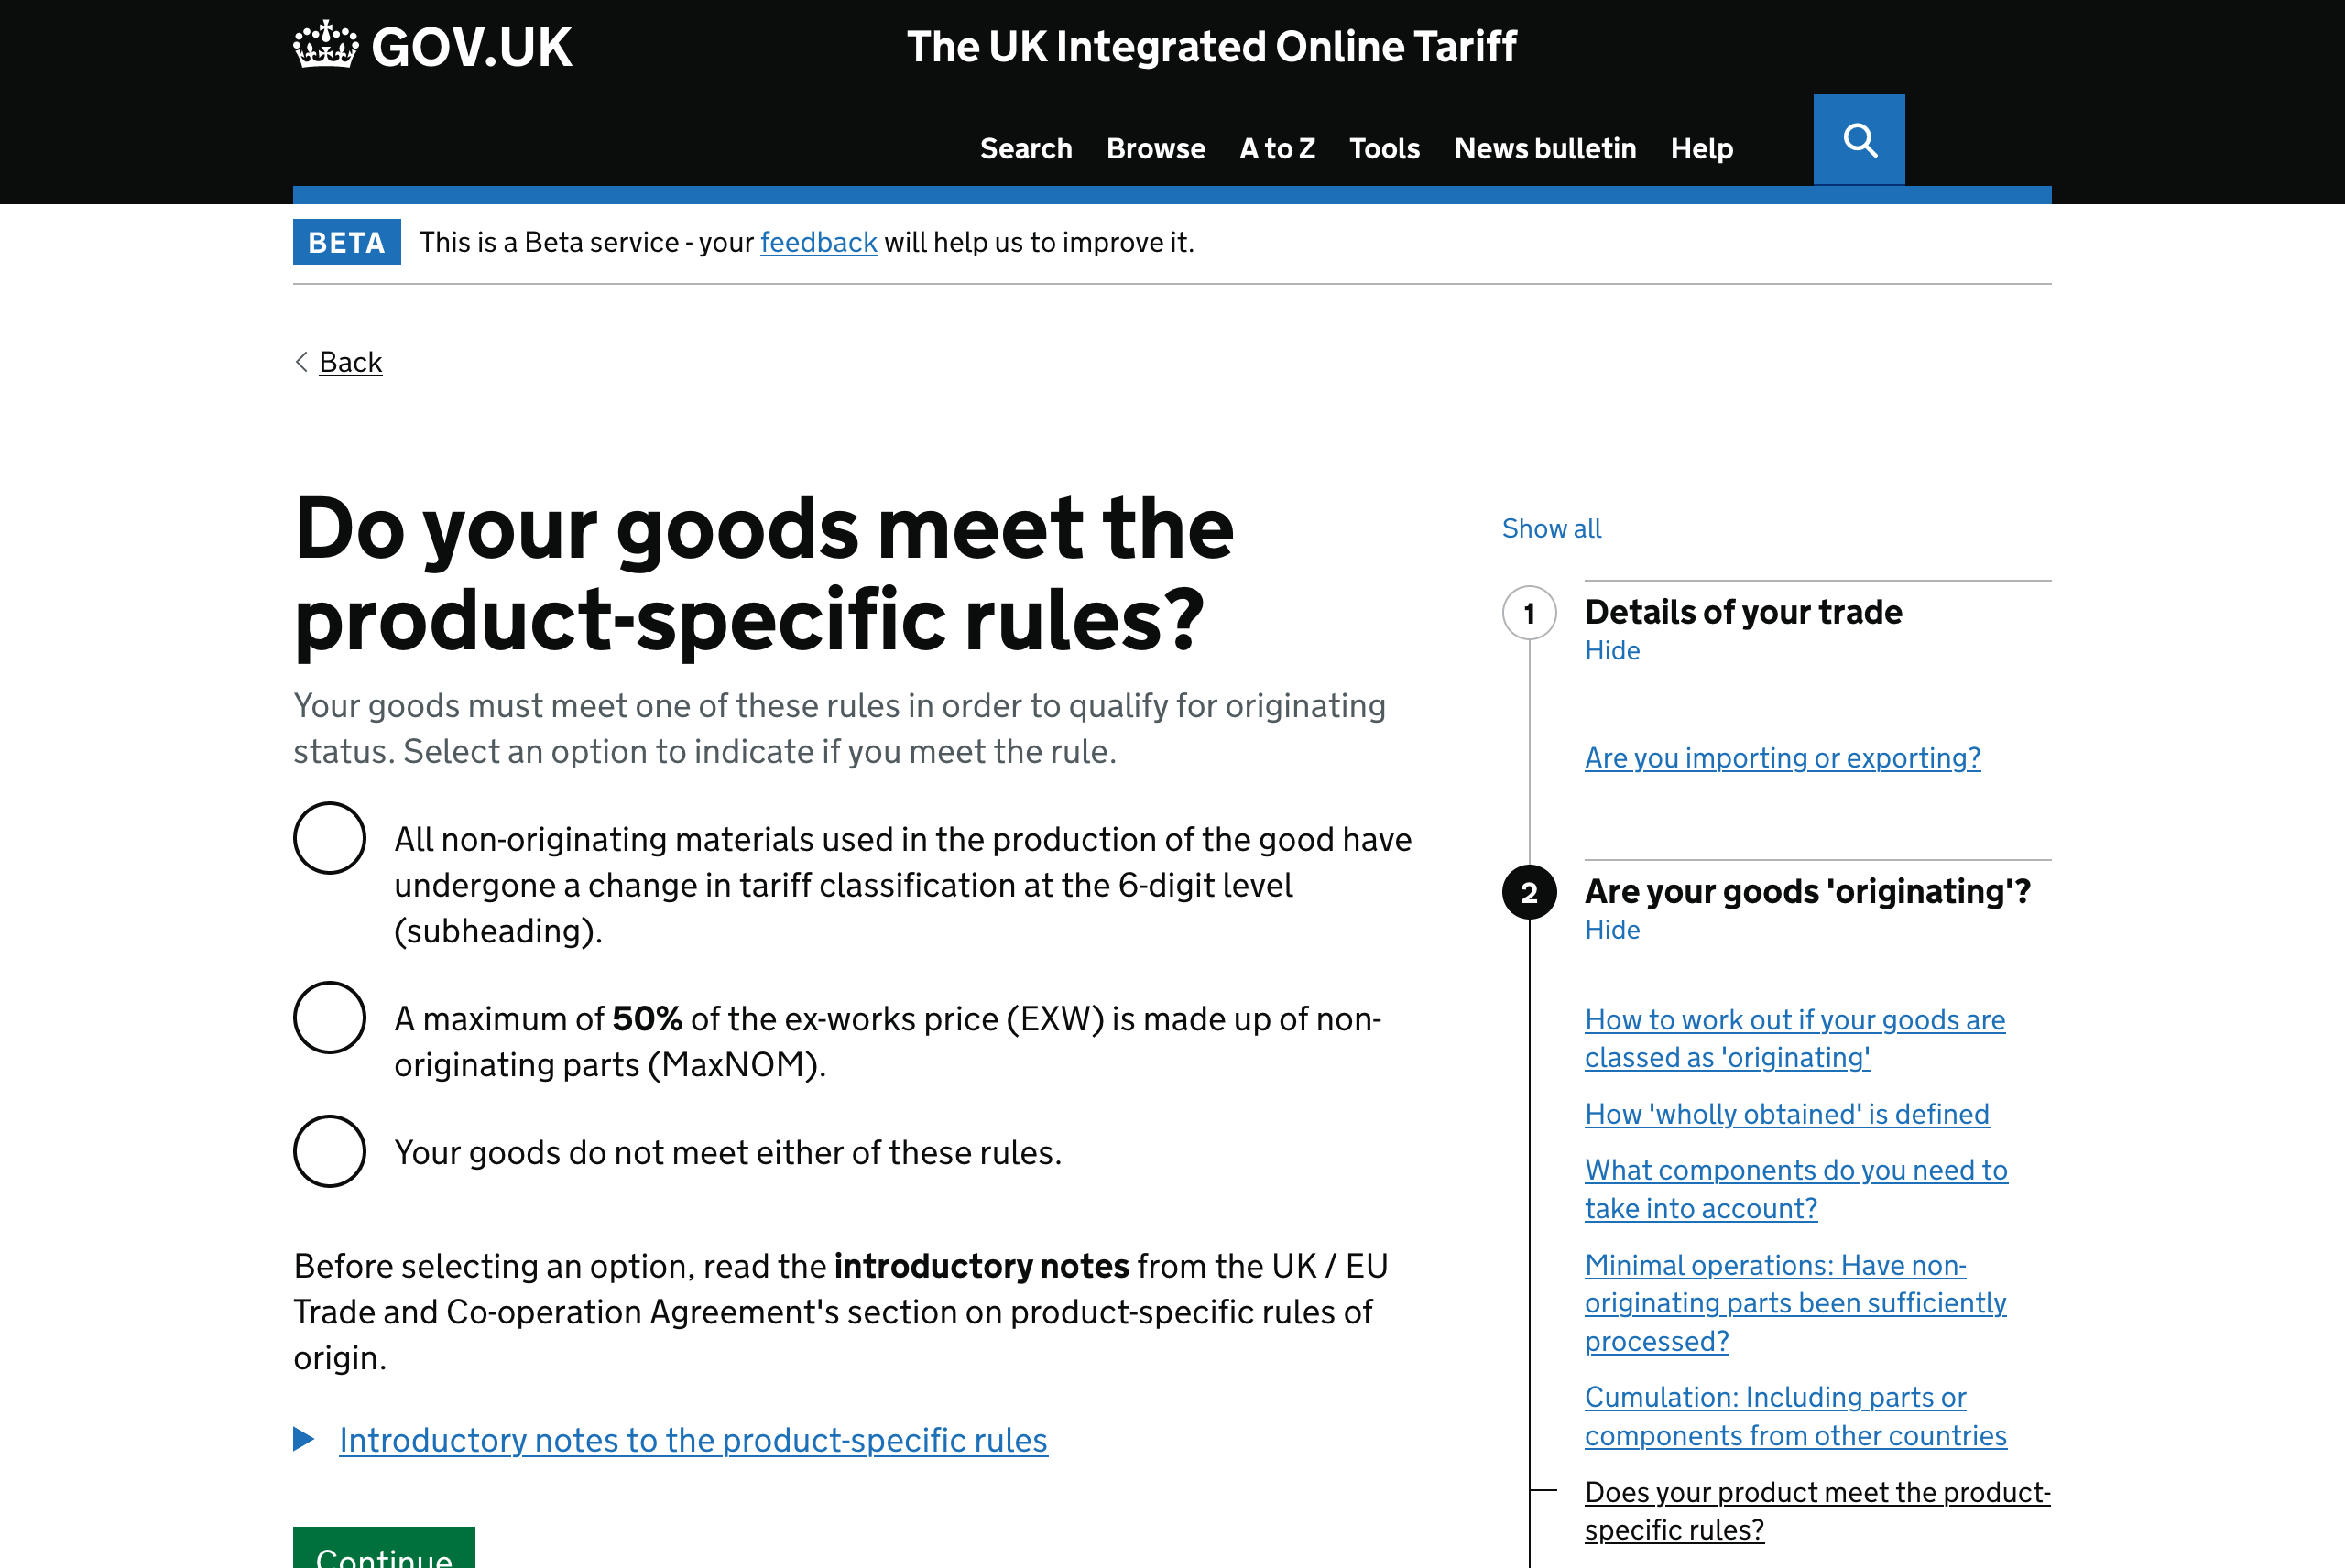 GOV.UK
The UK Integrated Online Tariff
Search Browse A to Z Tools News bulletin Help
BETA This is a Beta service - your feedback will help us to improve it.
Back
Do your goods meet the
product-specific rules?
Your goods must meet one of these rules in order to qualify for originating
status. Select an option to indicate if you meet the rule.
All non-originating materials used in the production of the good have
undergone a change in tariff classification at the 6-digit level
(subheading).
A maximum of 50% of the ex-works price (EXW) is made up of non-
originating parts (MaxNOM).
Your goods do not meet either of these rules.
Before selecting an option, read the introductory notes from the UK / EU
Trade and Co-operation Agreement's section on product-specific rules of
origin.
Introductory notes to the product-specific rules
Continue
Show all
1 Details of your trade
Hide
Are you importing or exporting?
2 Are your goods 'originating'?
Hide
How to work out if your goods are
classed as 'originating'
How 'wholly obtained' is defined
What components do you need to
take into account?
Minimal operations: Have non-
originating parts been sufficiently
processed?
Cumulation: Including parts or
components from other countries
Does your product meet the product-
specific rules?